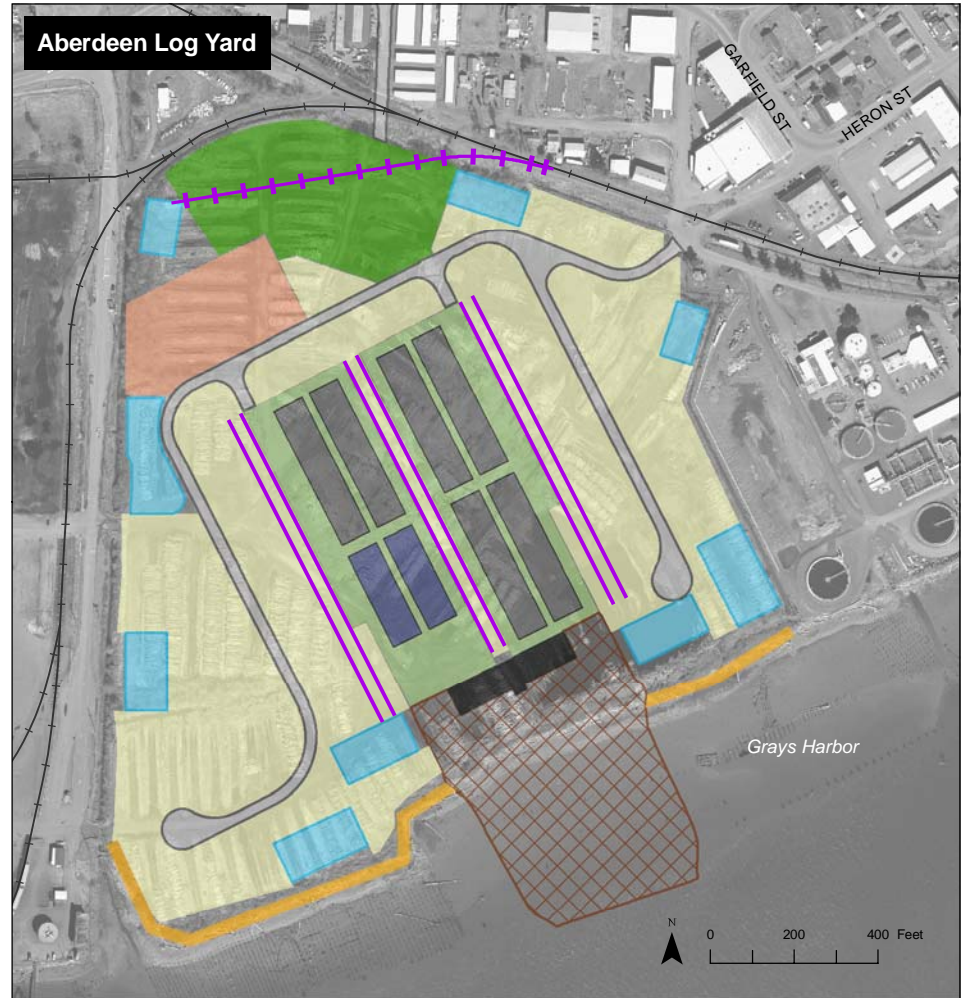 Aberdeen Log Yard
GARFIELD ST
HERON ST
Grays Harbor
N
0 200 400 Feet